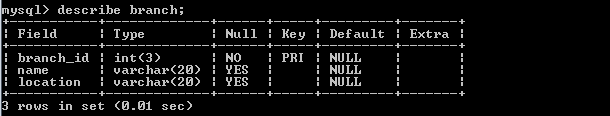 mysql> describe branch;
+-----------+-------------+------+-----+---------+-------+
| Field     | Type        | Null | Key | Default | Extra |
+-----------+-------------+------+-----+---------+-------+
| branch_id | int(3)      | NO   | PRI | NULL    |       |
| name      | varchar(20) | YES  |     | NULL    |       |
| location  | varchar(20) | YES  |     | NULL    |       |
+-----------+-------------+------+-----+---------+-------+
3 rows in set (0.01 sec)